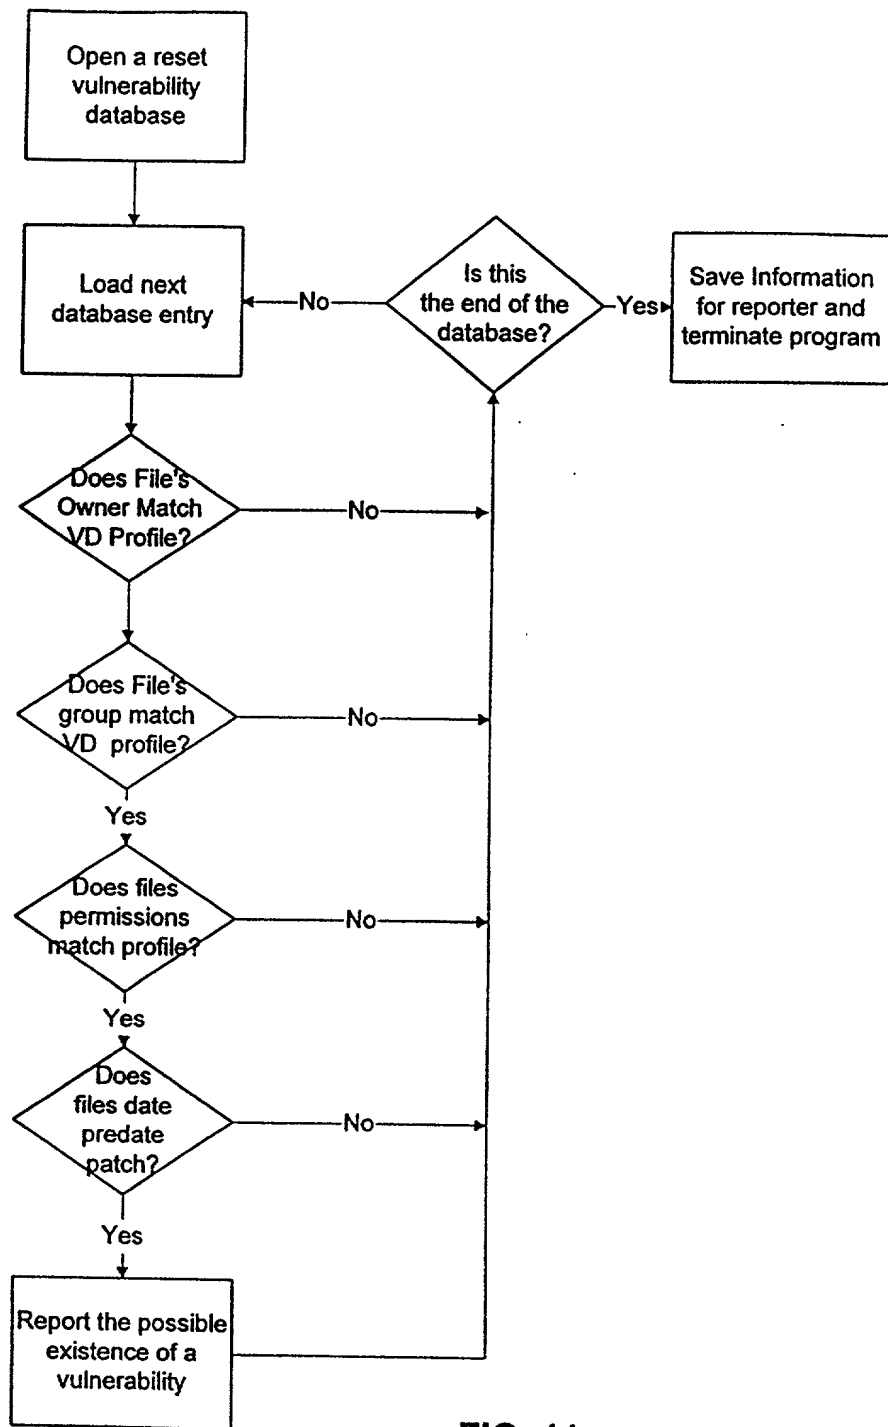 Open a reset
vulnerability
database
Load next
database entry
No
Is this
the end of the
database?
Yes
Save Information
for reporter and
terminate program
Does File's
Owner Match
VD Profile?
No
Does File's
group match
VD profile?
No
Yes
Does files
permissions
match profile?
No
Yes
Does
files date
predate
patch?
No
Yes
Report the possible
existence of a
vulnerability